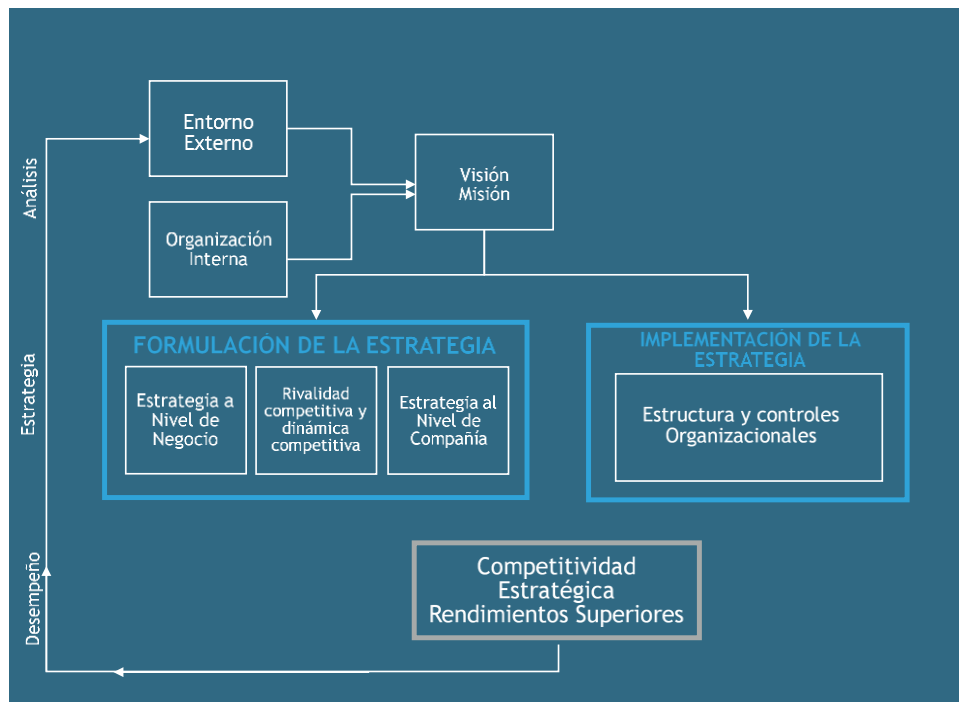 Entorno
Externo
Visión
Misión
Análisis
Organización
Interna
FORMULACIÓN DE LA ESTRATEGIA
Estrategia a
Nivel de
Negocio
Rivalidad
competitiva y
dinámica
competitiva
Estrategia al
Nivel de
Compañía
IMPLEMENTACIÓN DE LA
ESTRATEGIA
Estructura y controles
Organizacionales
Estrategia
Competitividad
Estratégica
Rendimientos Superiores
Desempeño